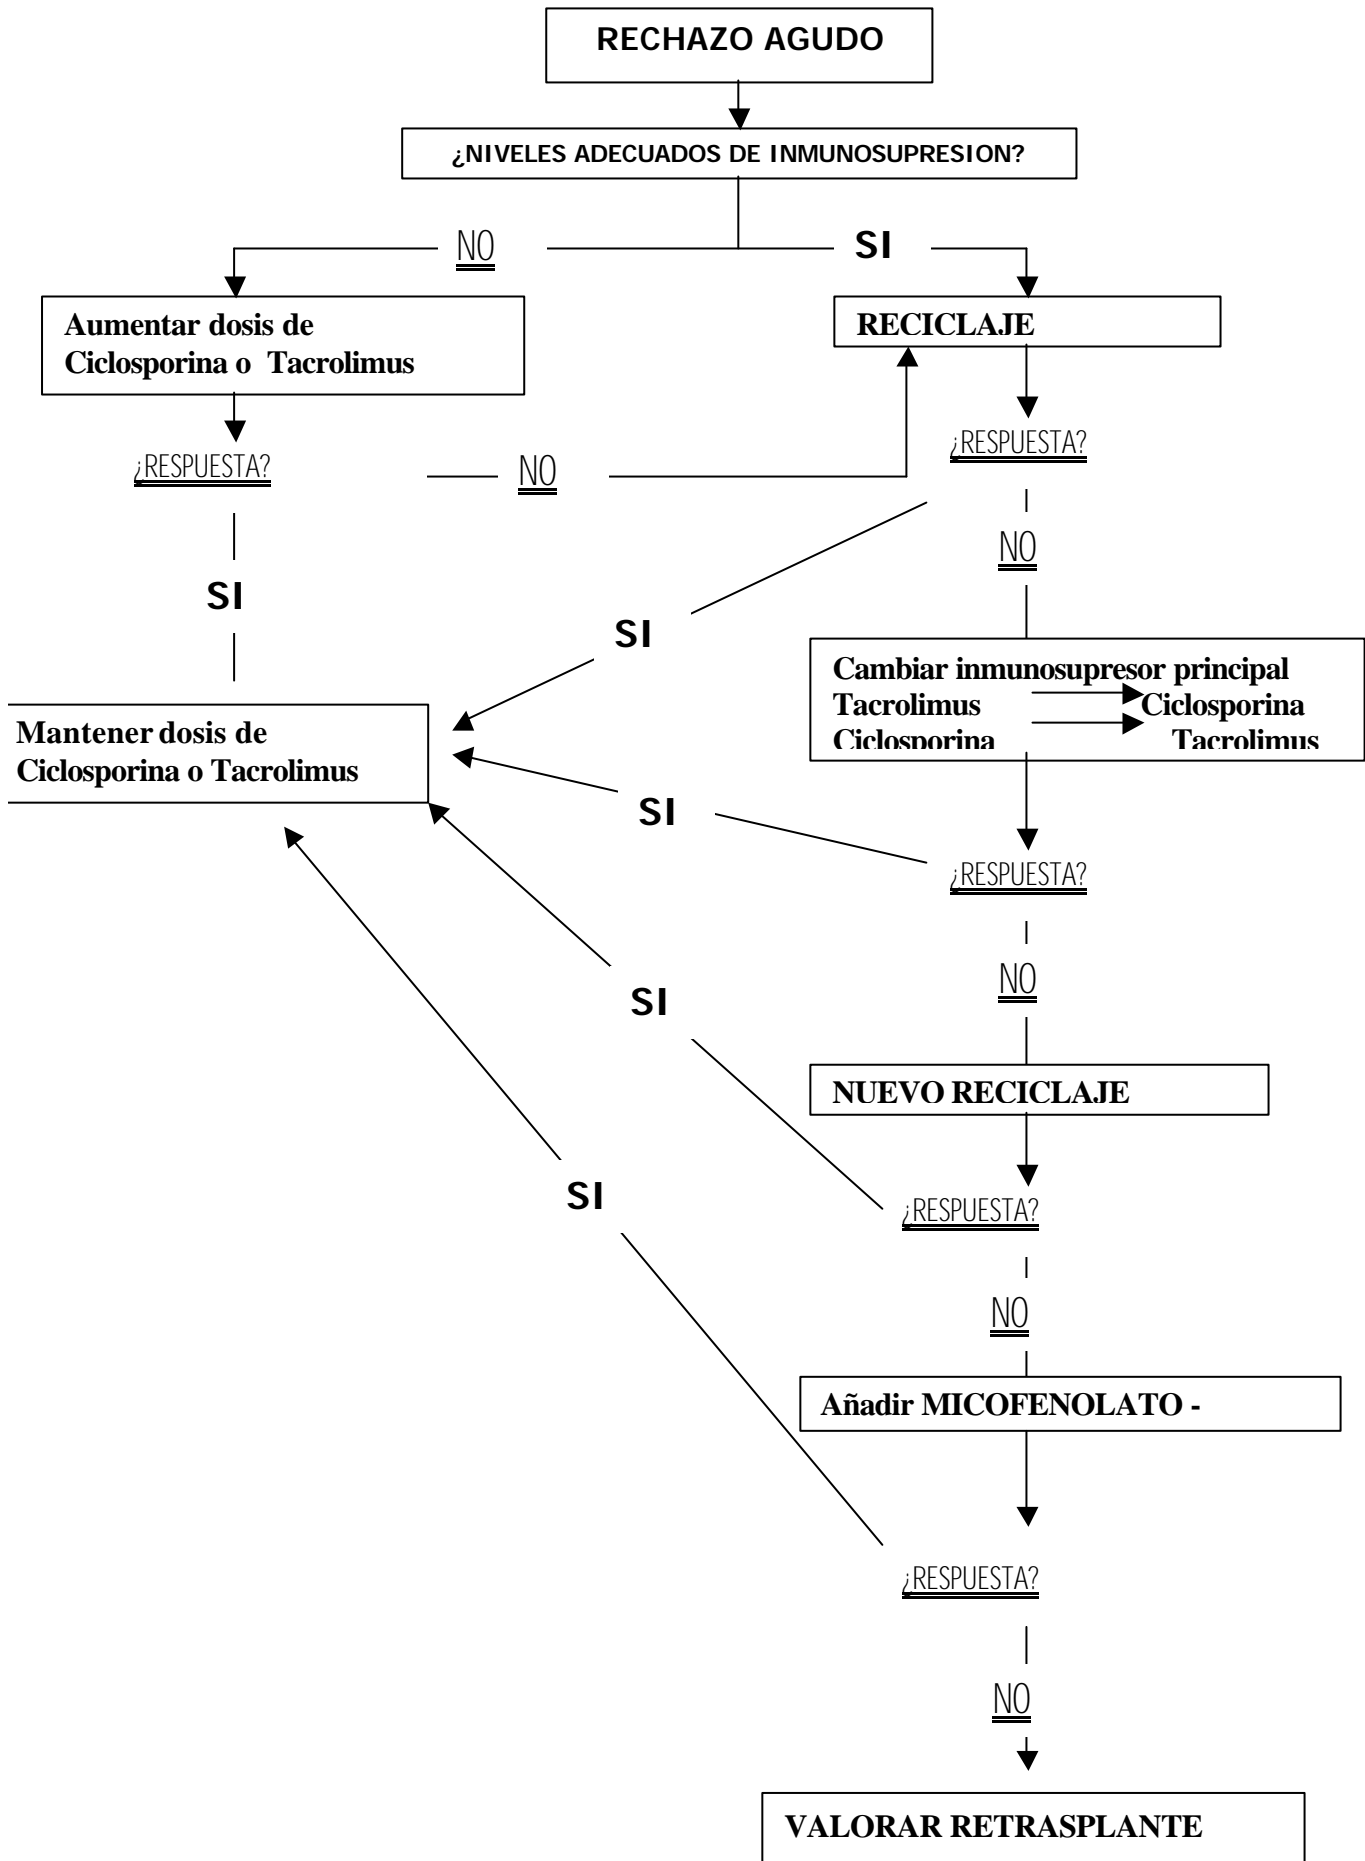 RECHAZO AGUDO
¿NIVELES ADECUADOS DE INMUNOSUPRESION?
NO
SI
Aumentar dosis de
Ciclosporina o Tacrolimus
RECICLAJE
¿RESPUESTA?
NO
¿RESPUESTA?
NO
SI
SI
Cambiar inmunosupresor principal
Tacrolimus Ciclosporina
Ciclosporina Tacrolimus
Mantener dosis de
Ciclosporina o Tacrolimus
SI
¿RESPUESTA?
NO
SI
NUEVO RECICLAJE
SI
¿RESPUESTA?
NO
Añadir MICOFENOLATO -
¿RESPUESTA?
NO
VALORAR RETRASPLANTE